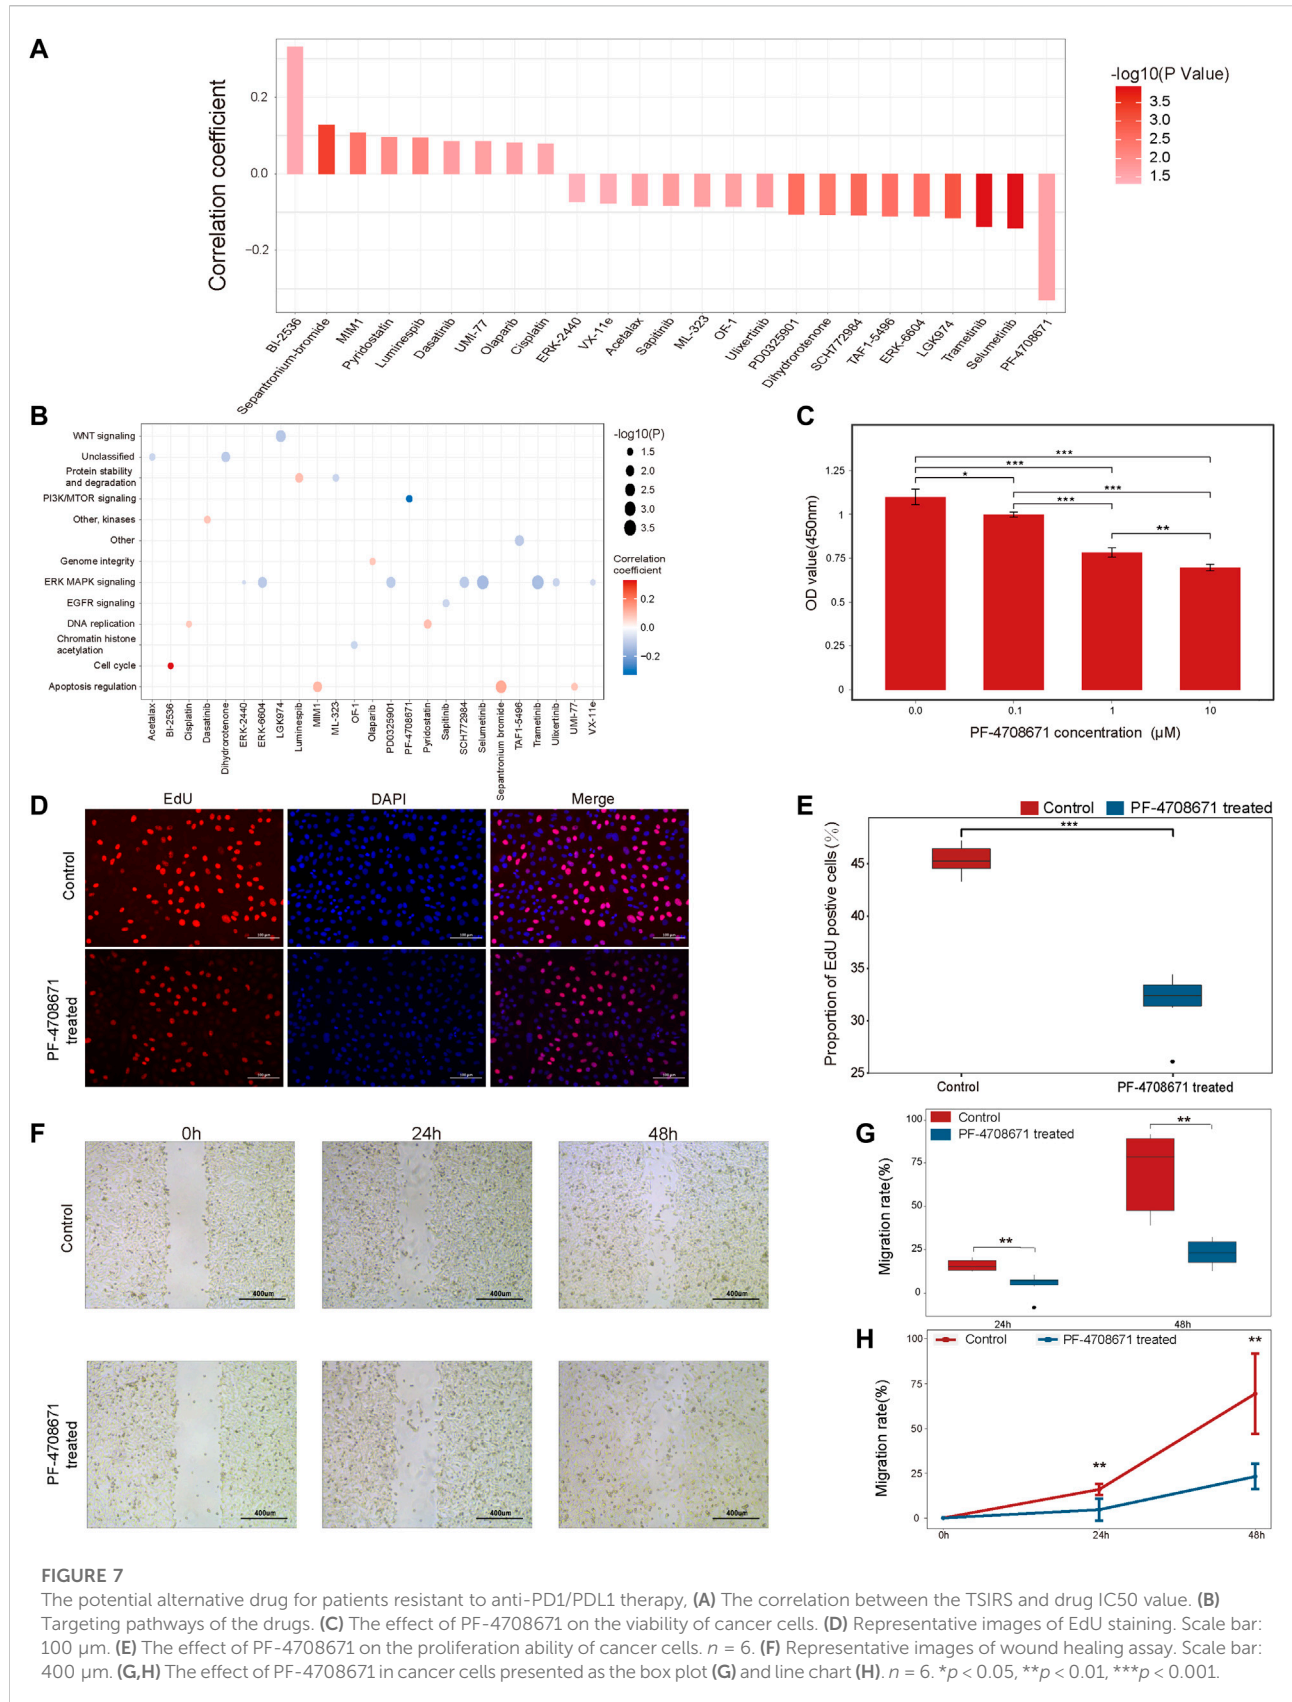 A
Correlation coefficient
0.2
0.0
−0.2
-log10(P Value)
3.5
3.0
2.5
2.0
1.5
BI-2536
Sepantronium-bromide
MIM1
Pyridostatin
Luminespib
Dasatinib
UMI-77
Olaparib
Cisplatin
ERK-2440
VX-11e
Acetalax
Sapitinib
ML-323
OF-1
Ulixertinib
PD0325901
Dihydrorotenone
SCH772984
TAF1-5496
ERK-6604
LGK974
Trametinib
Selumetinib
PF-4708671
B
WNT signaling
Unclassified
Protein stability
and degradation
PI3K/MTOR signaling
Other, kinases
Other
Genome integrity
ERK MAPK signaling
EGFR signaling
DNA replication
Chromatin histone
acetylation
Cell cycle
Apoptosis regulation
Acetalax
BI-2536
Cisplatin
Dasatinib
Dihydrorotenone
ERK-2440
ERK-6604
LGK974
Luminespib
MIM1
ML-323
OF-1
Olaparib
PD0325901
PF-4708671
Pyridostatin
Sapitinib
SCH772984
Selumetinib
Sepantronium bromide
TAF1-5496
Trametinib
Ulixertinib
UMI-77
VX-11e
-log10(P)
1.5
2.0
2.5
3.0
3.5
Correlation
coefficient
0.2
0.0
−0.2
C
OD value(450nm)
1.25
1
0.75
0.5
0.25
0
***
***
*
***
***
**
0.0
0.1
1
10
PF-4708671 concentration (μM)
D
EdU
DAPI
Merge
Control
PF-4708671
treated
100 μm
100 μm
100 μm
100 μm
100 μm
100 μm
E
Control
PF-4708671 treated
Proportion of EdU postive cells(%)
45
40
35
30
25
***
Control
PF-4708671 treated
F
0h
24h
48h
Control
PF-4708671
treated
400um
400um
400um
400um
400um
400um
G
Control
PF-4708671 treated
Migration rate(%)
100
75
50
25
0
**
**
24h
48h
H
Control
PF-4708671 treated
Migration rate(%)
100
75
50
25
0
**
**
0h
24h
48h
FIGURE 7
The potential alternative drug for patients resistant to anti-PD1/PDL1 therapy, (A) The correlation between the TSIRS and drug IC50 value. (B)
Targeting pathways of the drugs. (C) The effect of PF-4708671 on the viability of cancer cells. (D) Representative images of EdU staining. Scale bar:
100 μm. (E) The effect of PF-4708671 on the proliferation ability of cancer cells. n = 6. (F) Representative images of wound healing assay. Scale bar:
400 μm. (G,H) The effect of PF-4708671 in cancer cells presented as the box plot (G) and line chart (H). n = 6. *p < 0.05, **p < 0.01, ***p < 0.001.